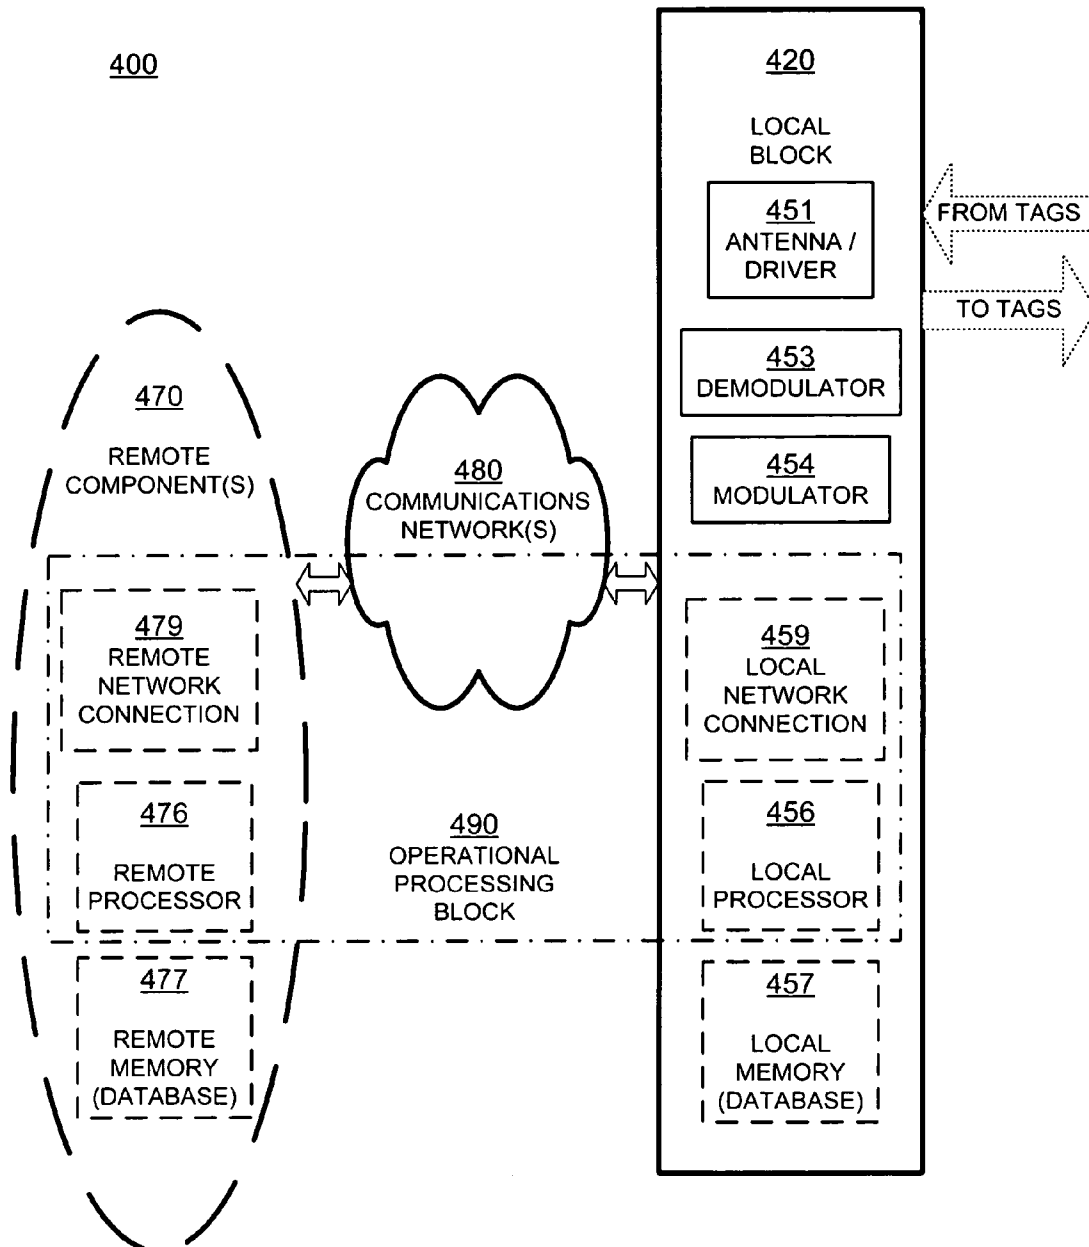 400
420
LOCAL
BLOCK
451
ANTENNA /
DRIVER
FROM TAGS
TO TAGS
453
DEMODULATOR
454
MODULATOR
470
REMOTE
COMPONENT(S)
480
COMMUNICATIONS
NETWORK(S)
479
REMOTE
NETWORK
CONNECTION
459
LOCAL
NETWORK
CONNECTION
476
REMOTE
PROCESSOR
490
OPERATIONAL
PROCESSING
BLOCK
456
LOCAL
PROCESSOR
477
REMOTE
MEMORY
(DATABASE)
457
LOCAL
MEMORY
(DATABASE)